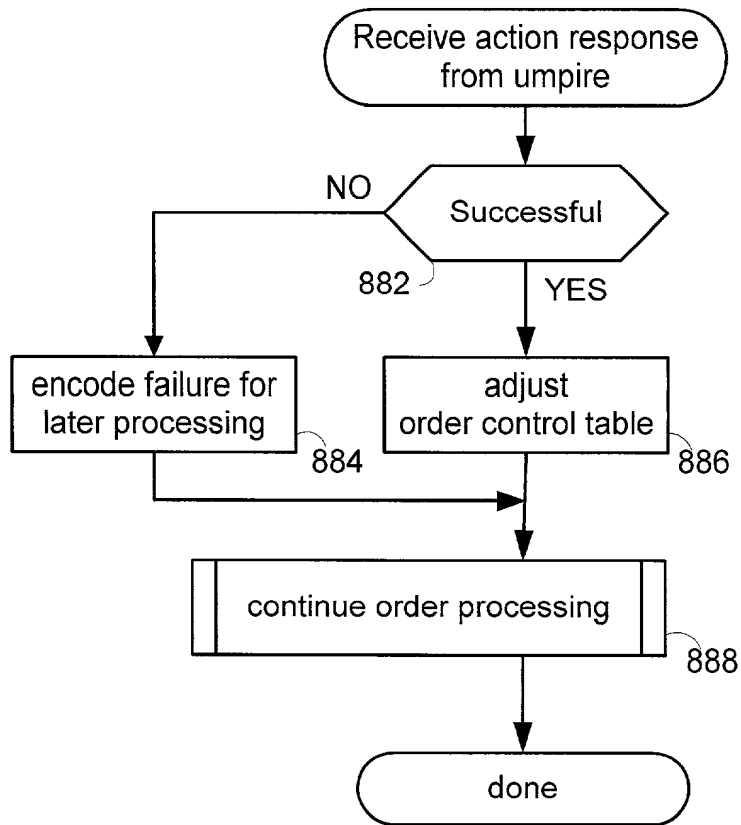 Receive action response
from umpire
NO
Successful
882
YES
encode failure for
later processing
884
adjust
order control table
886
continue order processing
888
done